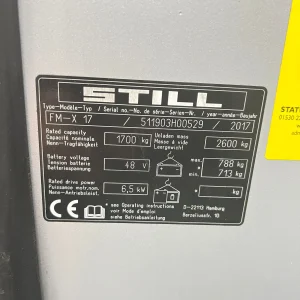 STILL
Type-Modèle-Typ / Serial no.-No. de série-Serien-Nr. / year-année-Baujahr
FM-X 17 / 511903H00529 / 2017
Rated capacity
Capacité nominale
Nenn-Tragfähigkeit
1700 kg
Unladen mass
Masse à vide
Leergewicht
2600 kg
Battery voltage
Tension batterie
Batteriespannung
48 V
max 788 kg
min 713 kg
Rated drive power
Puissance motr.nom.
Nenn-Antriebsleist.
6,5 kW
+ kg
CE
see Operating instructions
voir Mode d'emploi
siehe Betriebsanleitung
D-22113 Hamburg
Berzeliusstr. 10
STAT